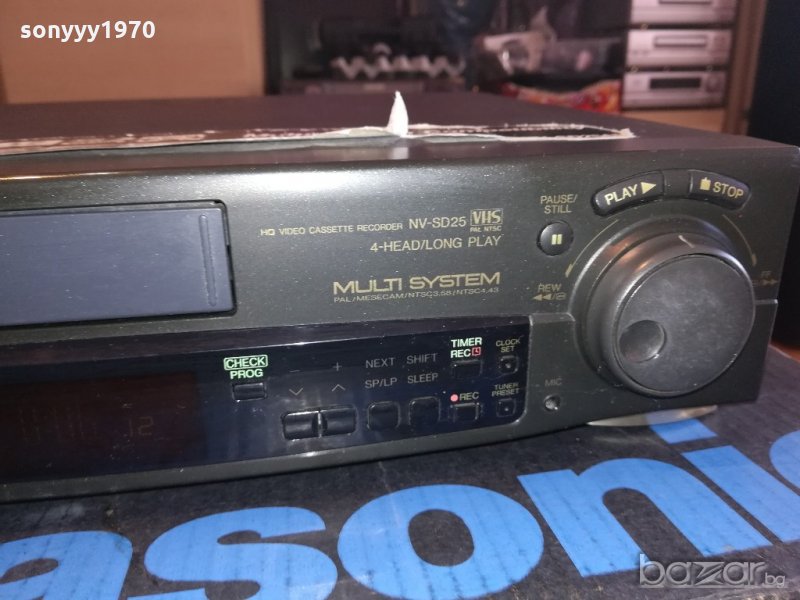 sonyyy1970
HQ VIDEO CASSETTE RECORDER NV-SD25 VHS
PAL NTSC
4-HEAD/LONG PLAY
MULTI SYSTEM
PAL/MESECAM/NTSC3.58/NTSC4.43
PAUSE/
STILL
PLAY
STOP
REW
FF
MIC
CHECK
PROG
+
NEXT
SHIFT
TIMER
REC
CLOCK
SET
SP/LP
SLEEP
REC
TUNER
PRESET
12
asonic
bazar.bg